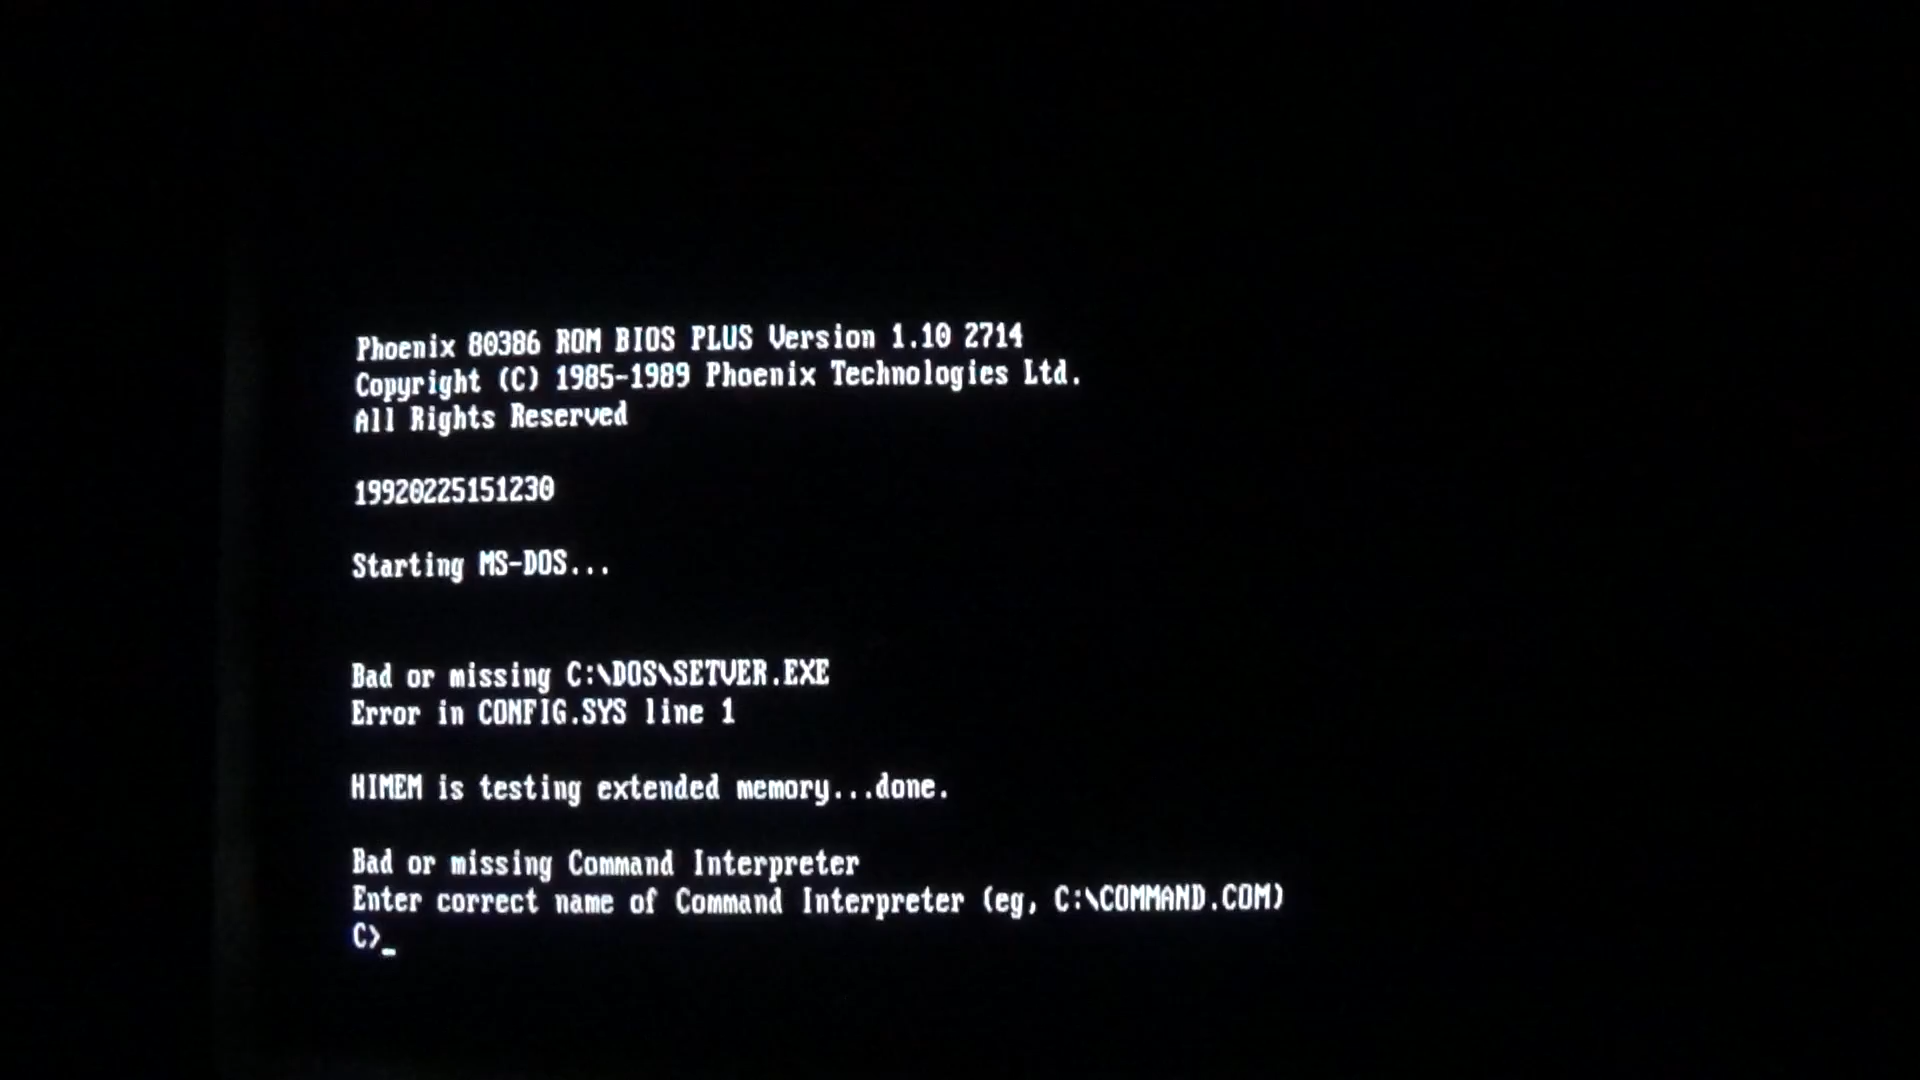 Phoenix 80386 ROM BIOS PLUS Version 1.10 2714
Copyright (C) 1985-1989 Phoenix Technologies Ltd.
All Rights Reserved
19920225151230
Starting MS-DOS...
Bad or missing C:\DOS\SETVER.EXE
Error in CONFIG.SYS line 1
HIMEM is testing extended memory...done.
Bad or missing Command Interpreter
Enter correct name of Command Interpreter (eg, C:\COMMAND.COM)
C>_